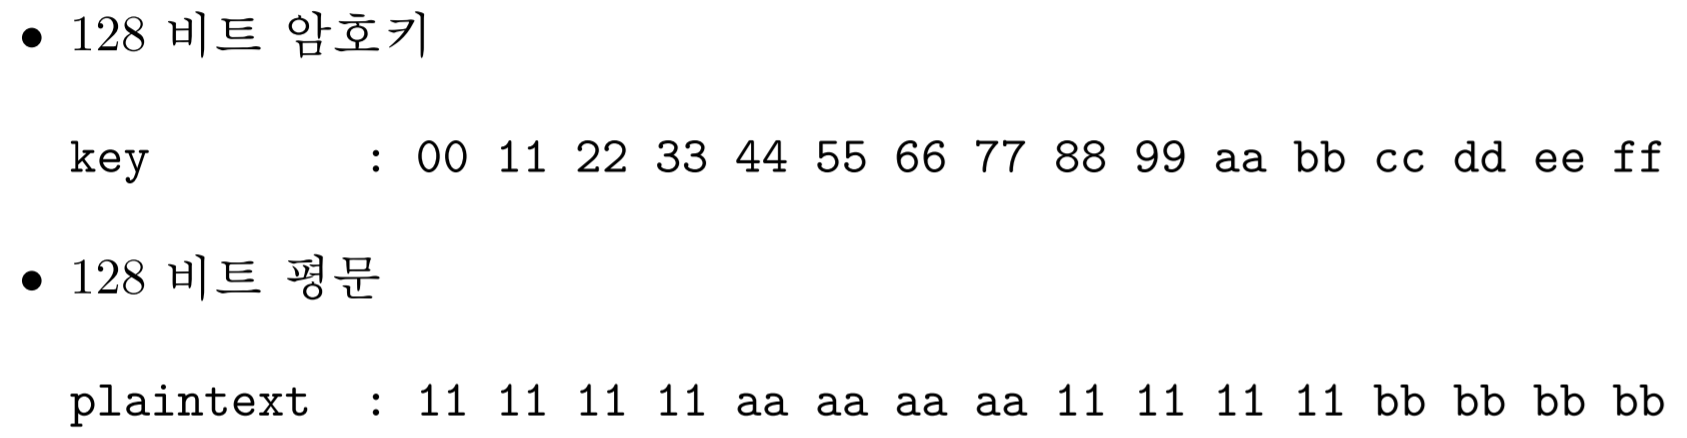 • 128 비트 암호키
key : 00 11 22 33 44 55 66 77 88 99 aa bb cc dd ee ff
• 128 비트 평문
plaintext : 11 11 11 11 aa aa aa aa 11 11 11 11 bb bb bb bb